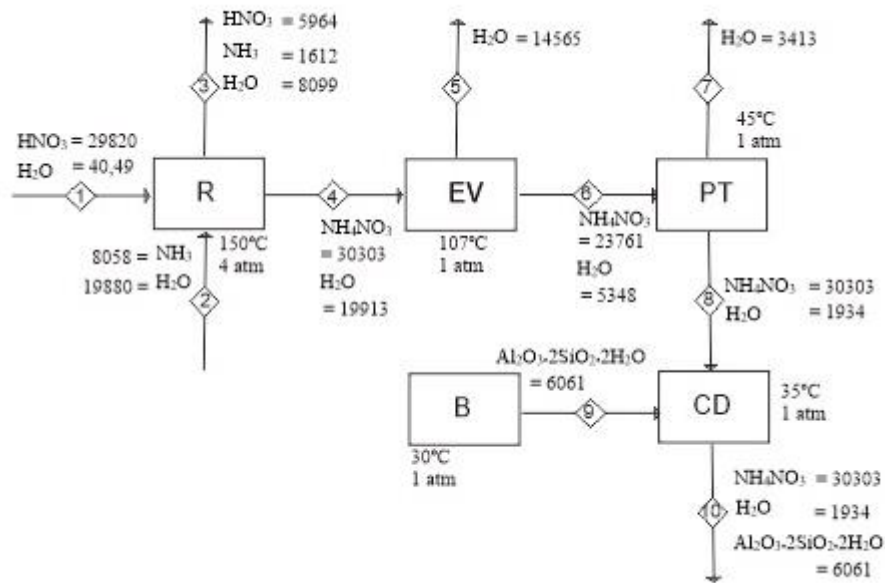 HNO₃ = 5964
NH₃ = 1612
H₂O = 8099
3
H₂O = 14565
5
H₂O = 3413
7
HNO₃ = 29820
H₂O = 40,49
1
R
150°C
4 atm
8058 = NH₃
19880 = H₂O
2
4
NH₄NO₃
= 30303
H₂O
= 19913
EV
107°C
1 atm
6
NH₄NO₃
= 23761
H₂O
= 5348
45°C
1 atm
PT
8
NH₄NO₃ = 30303
H₂O = 1934
Al₂O₃.2SiO₂.2H₂O
= 6061
B
30°C
1 atm
9
CD
35°C
1 atm
10
NH₄NO₃ = 30303
H₂O = 1934
Al₂O₃.2SiO₂.2H₂O
= 6061